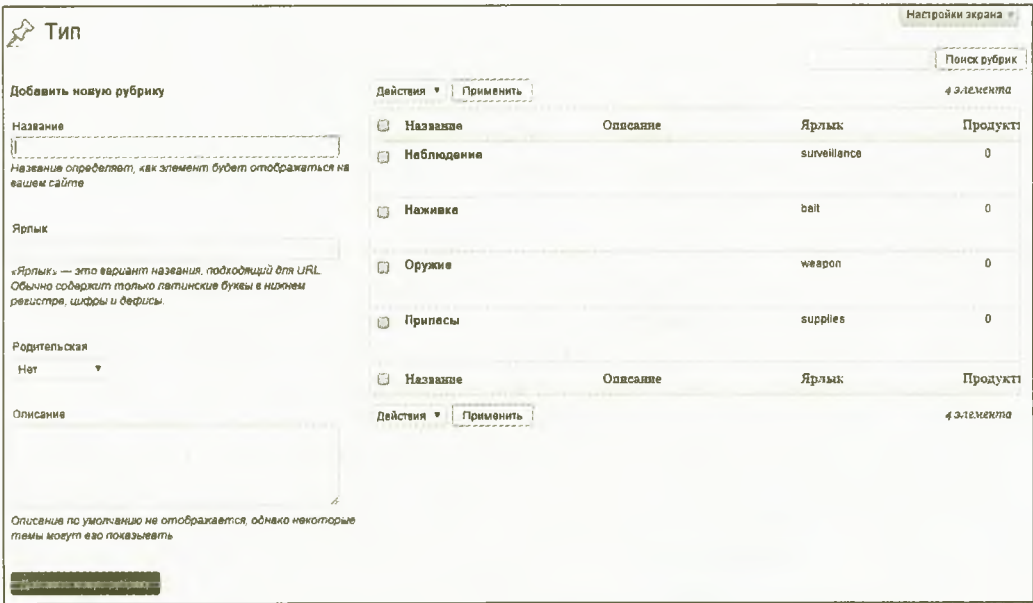 Настройки экрана
Тип
Поиск рубрик
Добавить новую рубрику
Название
Название определяет, как элемент будет отображаться на
вашем сайте
Ярлык
«Ярлык» — это вариант названия, подходящий для URL.
Обычно содержит только латинские буквы в нижнем
регистре, цифры и дефисы.
Родительская
Нет
Описание
Описание по умолчанию не отображается, однако некоторые
темы могут его показывать
Действия Применить 4 элемента
Название Описание Ярлык Продукты
Наблюдение surveillance 0
Наживка bait 0
Оружие weapon 0
Припасы supplies 0
Название Описание Ярлык Продукты
Действия Применить 4 элемента